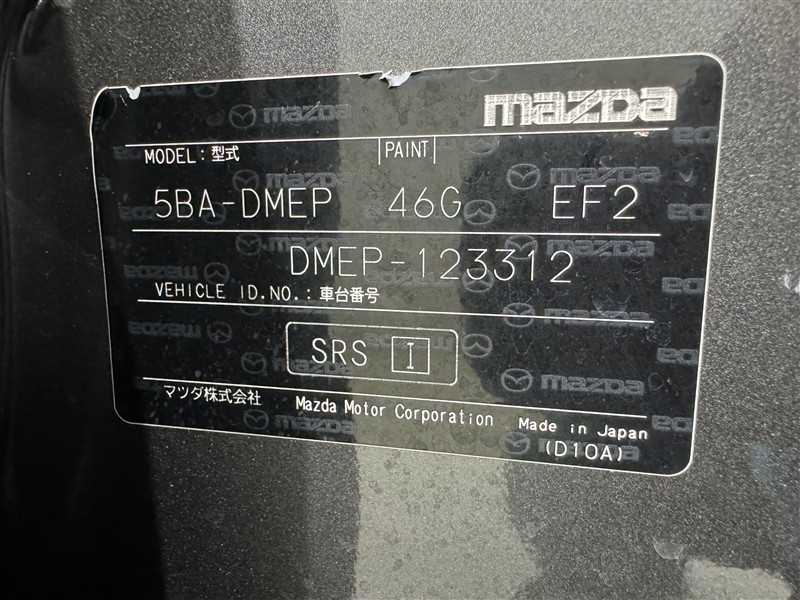 mazda
MODEL：型式 PAINT
5BA-DMEP 46G EF2
DMEP-123312
VEHICLE ID.NO.：車台番号
SRS I
マツダ株式会社 Mazda Motor Corporation Made in Japan
(D10A)